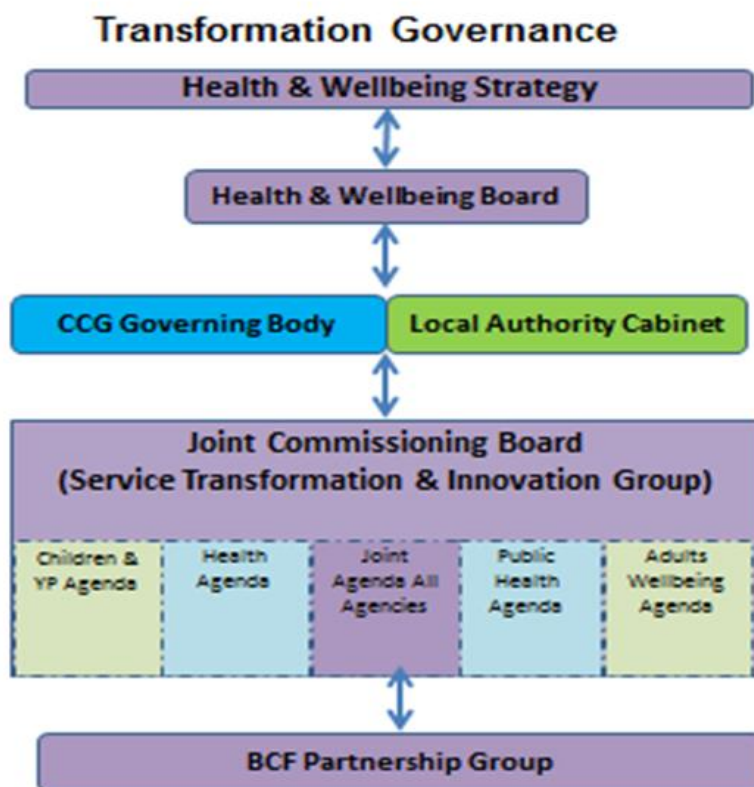 Transformation Governance
Health & Wellbeing Strategy
Health & Wellbeing Board
CCG Governing Body
Local Authority Cabinet
Joint Commissioning Board
(Service Transformation & Innovation Group)
Children &
YP Agenda
Health
Agenda
Joint
Agenda All
Agencies
Public
Health
Agenda
Adults
Wellbeing
Agenda
BCF Partnership Group